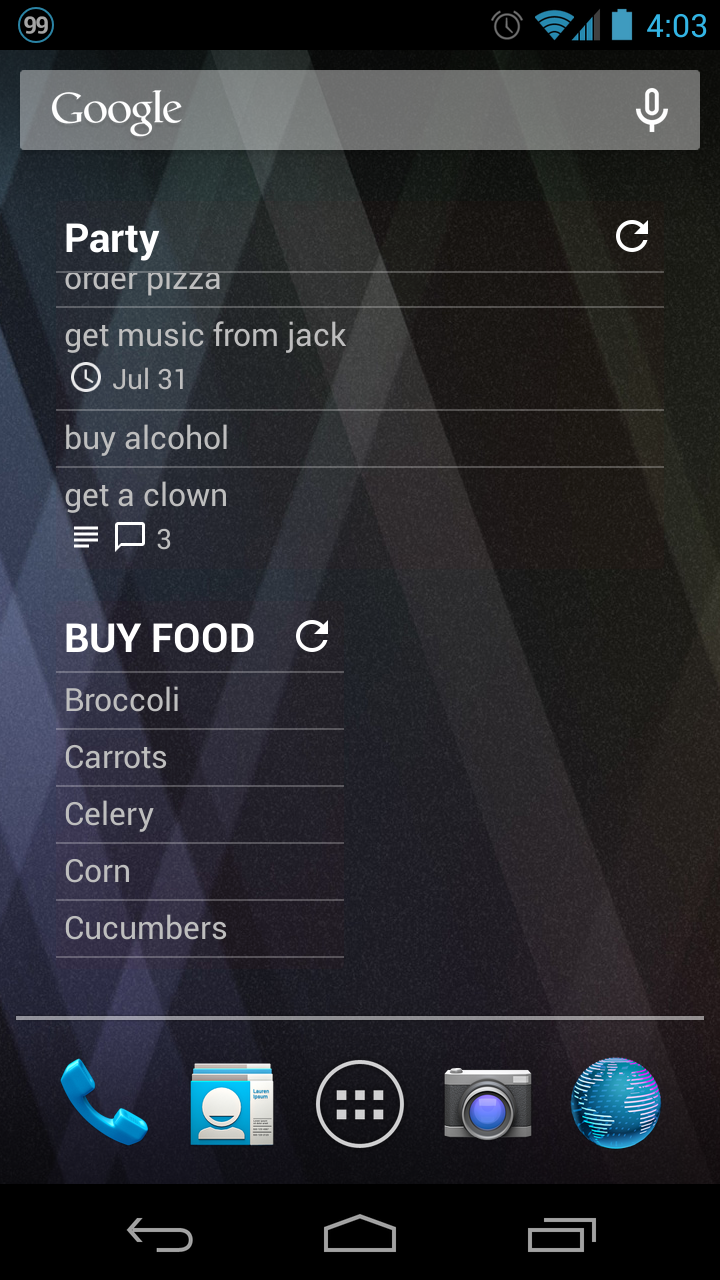 99
4:03
Google
Party
order pizza
get music from jack
Jul 31
buy alcohol
get a clown
3
BUY FOOD
Broccoli
Carrots
Celery
Corn
Cucumbers
Lauren
Ipsum